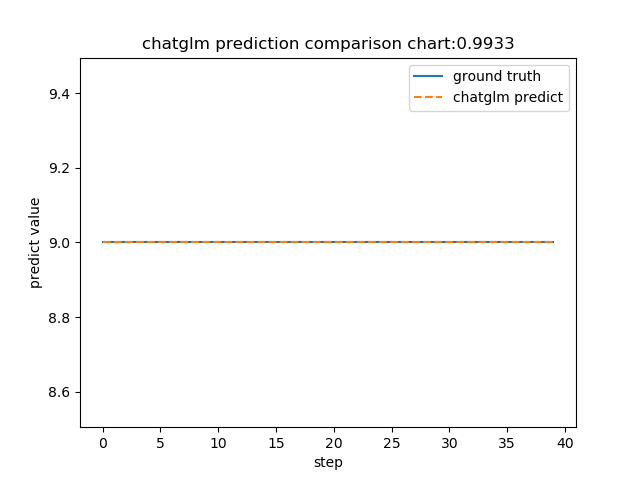 chatglm prediction comparison chart:0.9933
ground truth
chatglm predict
9.4
9.2
9.0
8.8
8.6
predict value
0 5 10 15 20 25 30 35 40
step